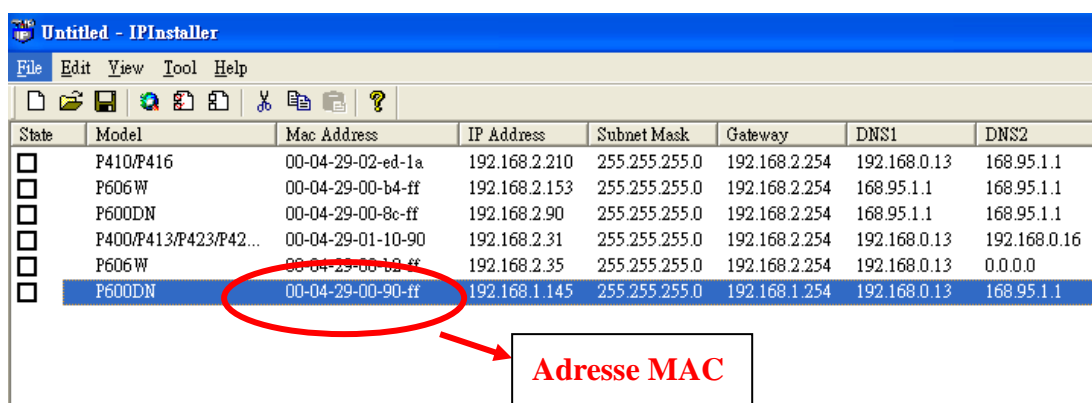 Untitled - IPInstaller
File Edit View Tool Help
State Model Mac Address IP Address Subnet Mask Gateway DNS1 DNS2
P410/P416 00-04-29-02-ed-1a 192.168.2.210 255.255.255.0 192.168.2.254 192.168.0.13 168.95.1.1
P606W 00-04-29-00-b4-ff 192.168.2.153 255.255.255.0 192.168.2.254 168.95.1.1 168.95.1.1
P600DN 00-04-29-00-8c-ff 192.168.2.90 255.255.255.0 192.168.2.254 168.95.1.1 168.95.1.1
P400/P413/P423/P42... 00-04-29-01-10-90 192.168.2.31 255.255.255.0 192.168.2.254 192.168.0.13 192.168.0.16
P606W 00-04-29-00-b2-ff 192.168.2.35 255.255.255.0 192.168.2.254 192.168.0.13 0.0.0.0
P600DN 00-04-29-00-90-ff 192.168.1.145 255.255.255.0 192.168.1.254 192.168.0.13 168.95.1.1
Adresse MAC